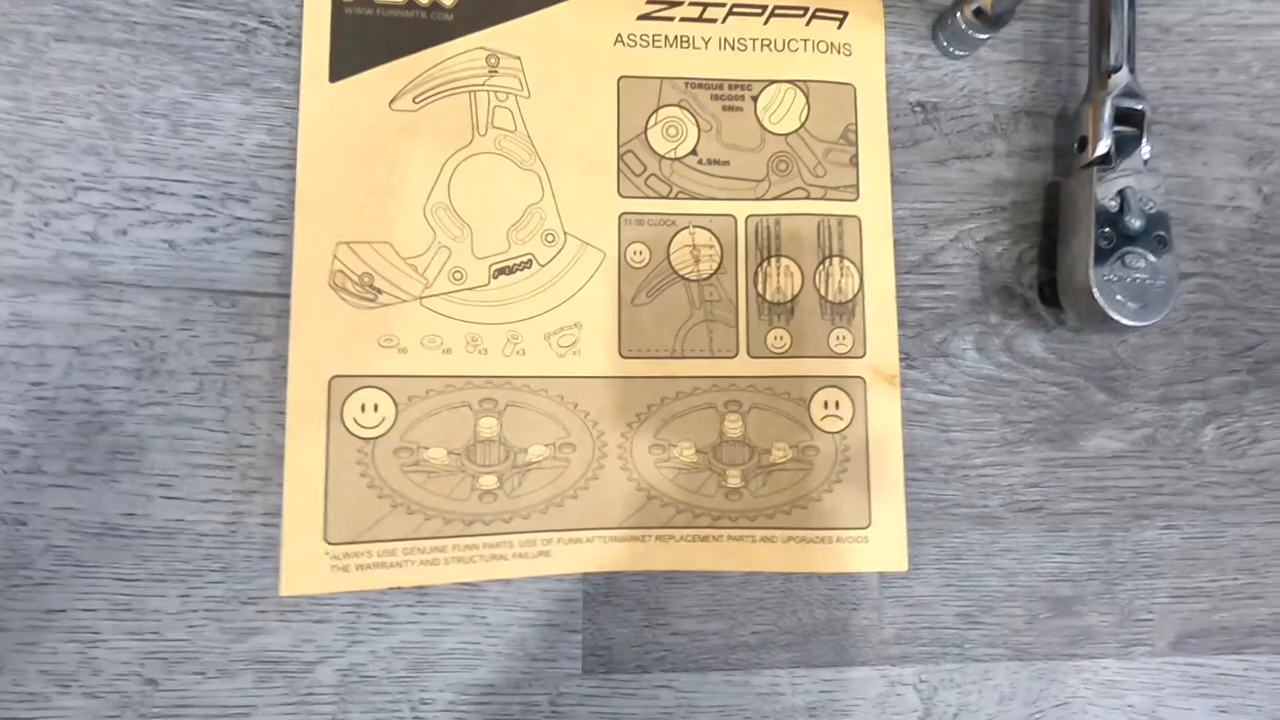 WWW.FUNNMTB.COM
ZIPPA
ASSEMBLY INSTRUCTIONS
TORQUE SPEC
ISCG05
6Nm
4.9Nm
11:00 CLOCK
FUNN
x6
x6
x3
x3
x1
*ALWAYS USE GENUINE FUNN PARTS. USE OF FUNN AFTERMARKET REPLACEMENT PARTS AND UPGRADES AVOIDS
THE WARRANTY AND STRUCTURAL FAILURE.